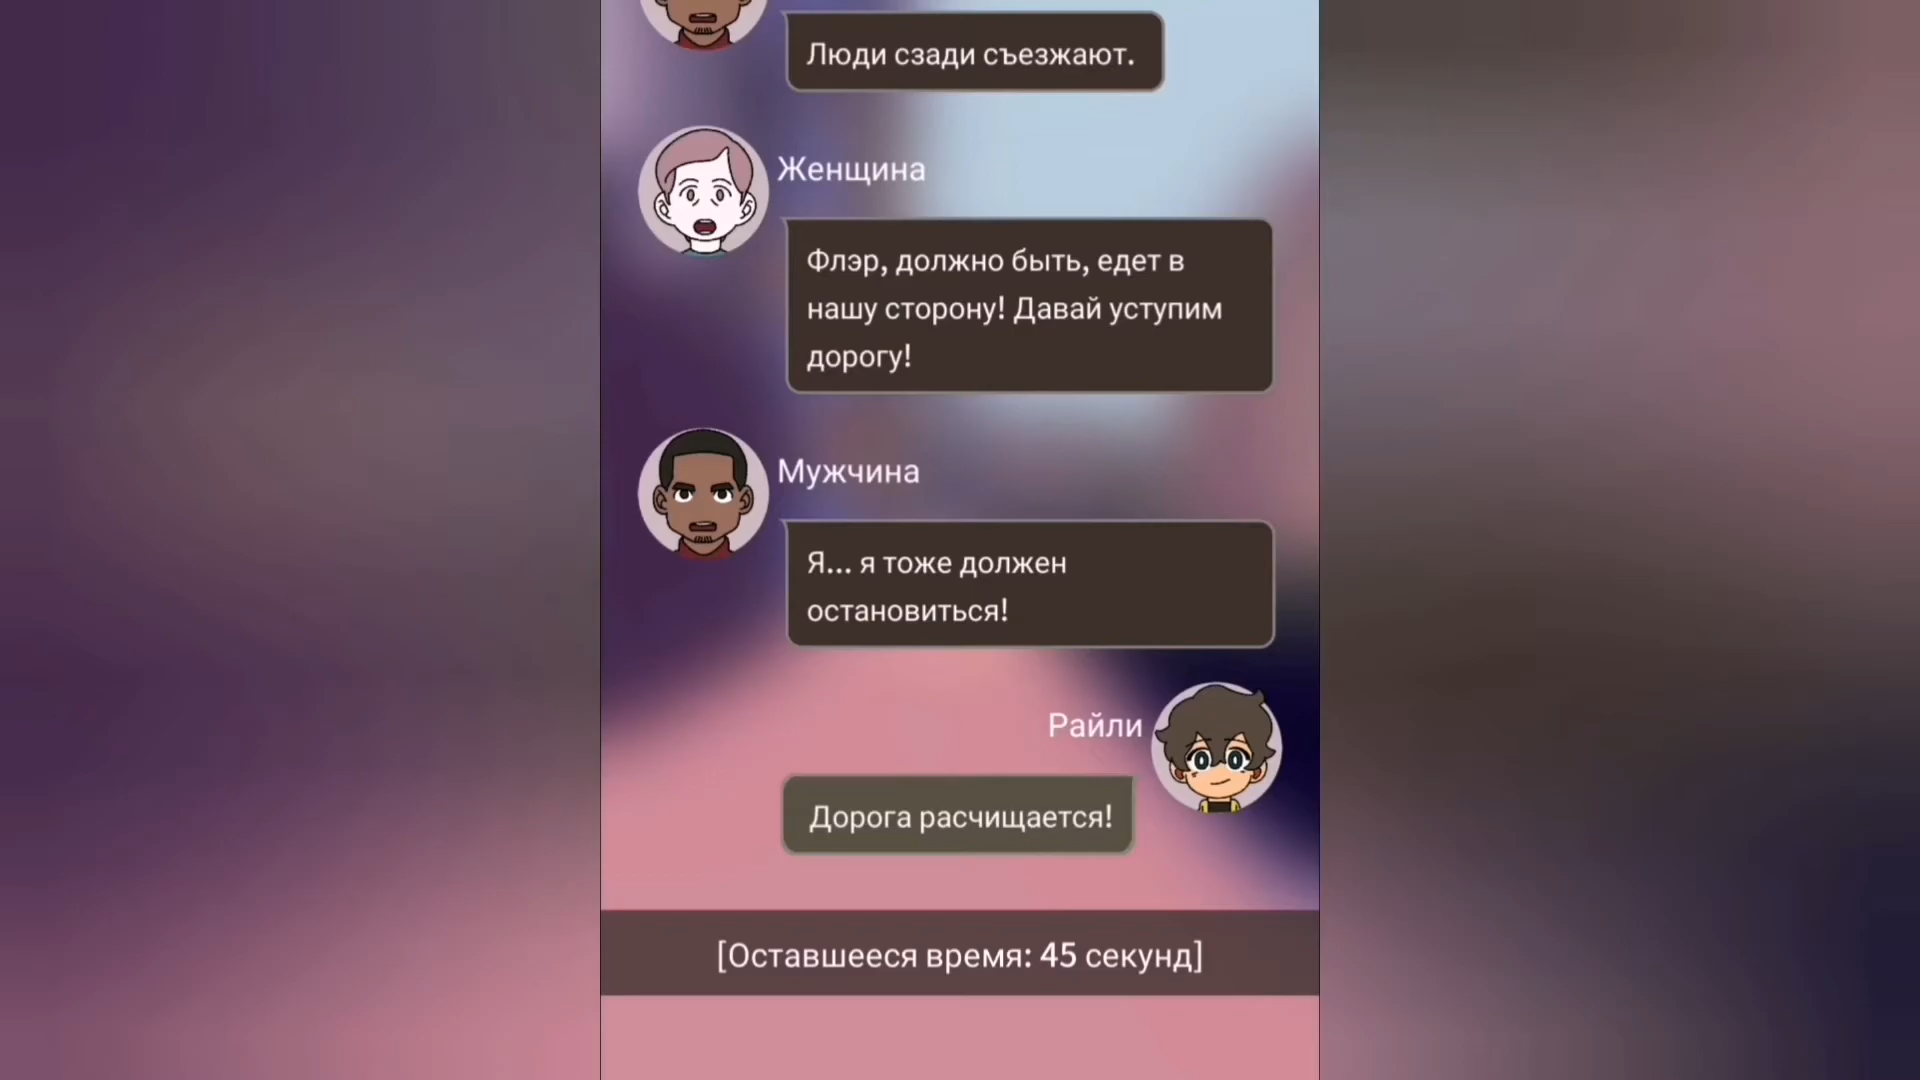 Люди сзади съезжают.
Женщина
Флэр, должно быть, едет в
нашу сторону! Давай уступим
дорогу!
Мужчина
Я... я тоже должен
остановиться!
Райли
Дорога расчищается!
[Оставшееся время: 45 секунд]